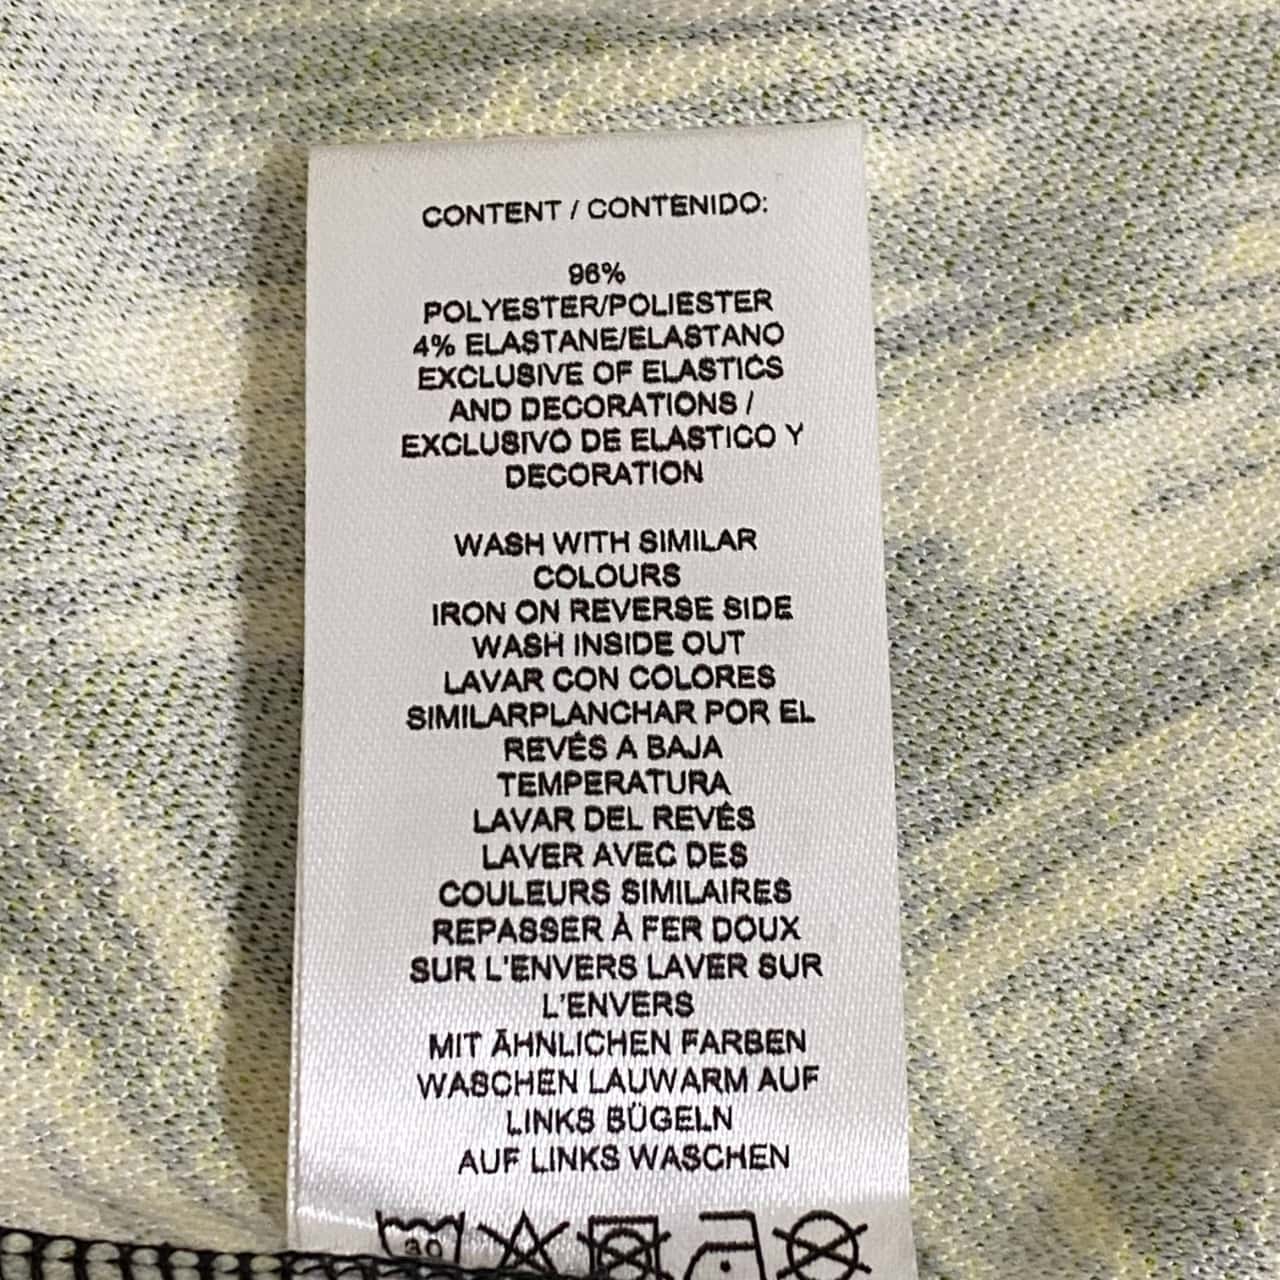 CONTENT / CONTENIDO:
96%
POLYESTER/POLIESTER
4% ELASTANE/ELASTANO
EXCLUSIVE OF ELASTICS
AND DECORATIONS /
EXCLUSIVO DE ELASTICO Y
DECORATION
WASH WITH SIMILAR
COLOURS
IRON ON REVERSE SIDE
WASH INSIDE OUT
LAVAR CON COLORES
SIMILARPLANCHAR POR EL
REVÉS A BAJA
TEMPERATURA
LAVAR DEL REVÉS
LAVER AVEC DES
COULEURS SIMILAIRES
REPASSER À FER DOUX
SUR L'ENVERS LAVER SUR
L'ENVERS
MIT ÄHNLICHEN FARBEN
WASCHEN LAUWARM AUF
LINKS BÜGELN
AUF LINKS WASCHEN
30